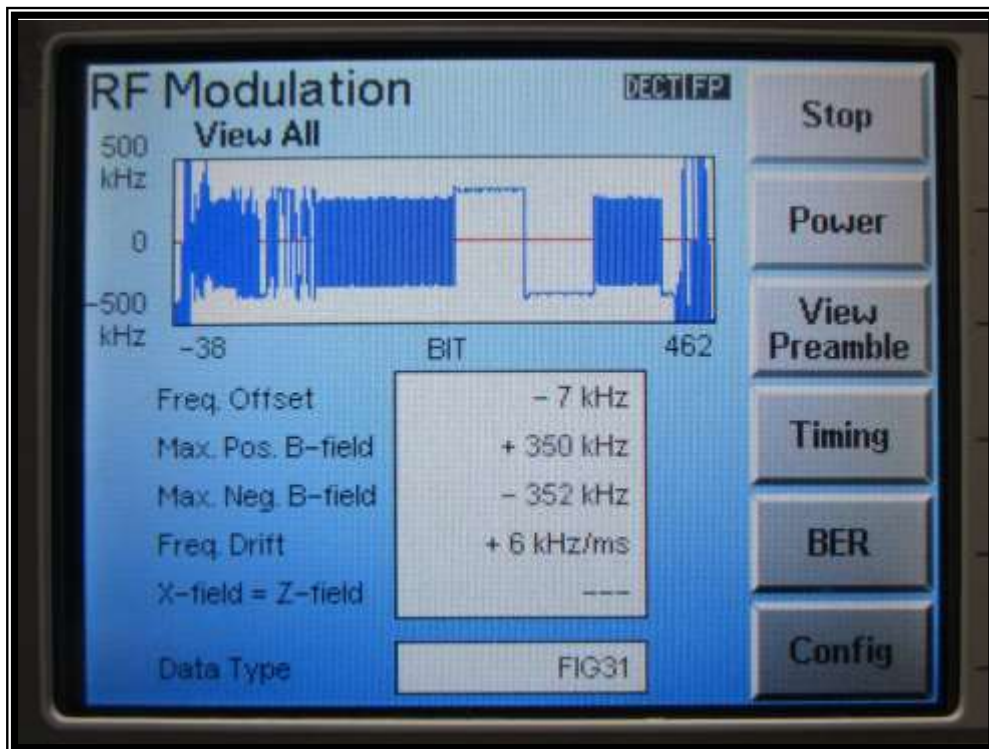 RF Modulation DECT FP
View All
500
kHz
0
-500
kHz
-38 BIT 462
Freq. Offset - 7 kHz
Max. Pos. B-field + 350 kHz
Max. Neg. B-field - 352 kHz
Freq. Drift + 6 kHz/ms
X-field = Z-field ---
Data Type FIG31
Stop
Power
View
Preamble
Timing
BER
Config